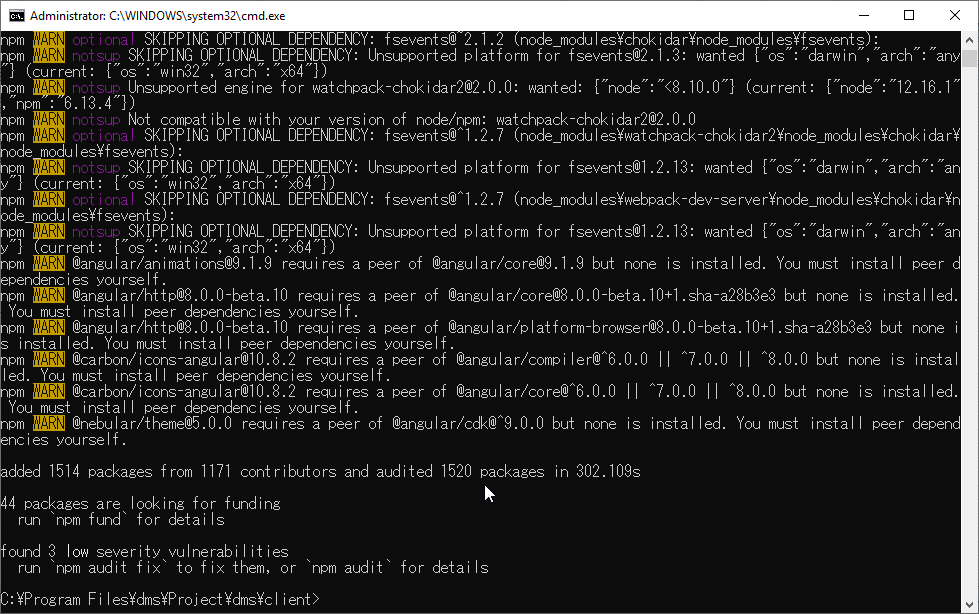 Administrator: C:\WINDOWS\system32\cmd.exe
npm WARN optional SKIPPING OPTIONAL DEPENDENCY: fsevents@^2.1.2 (node_modules¥chokidar¥node_modules¥fsevents):
npm WARN notsup SKIPPING OPTIONAL DEPENDENCY: Unsupported platform for fsevents@2.1.3: wanted {"os":"darwin","arch":"any
"} (current: {"os":"win32","arch":"x64"})
npm WARN notsup Unsupported engine for watchpack-chokidar2@2.0.0: wanted: {"node":"<8.10.0"} (current: {"node":"12.16.1"
,"npm":"6.13.4"})
npm WARN notsup Not compatible with your version of node/npm: watchpack-chokidar2@2.0.0
npm WARN optional SKIPPING OPTIONAL DEPENDENCY: fsevents@^1.2.7 (node_modules¥watchpack-chokidar2¥node_modules¥chokidar¥
node_modules¥fsevents):
npm WARN notsup SKIPPING OPTIONAL DEPENDENCY: Unsupported platform for fsevents@1.2.13: wanted {"os":"darwin","arch":"an
y"} (current: {"os":"win32","arch":"x64"})
npm WARN optional SKIPPING OPTIONAL DEPENDENCY: fsevents@^1.2.7 (node_modules¥webpack-dev-server¥node_modules¥chokidar¥n
ode_modules¥fsevents):
npm WARN notsup SKIPPING OPTIONAL DEPENDENCY: Unsupported platform for fsevents@1.2.13: wanted {"os":"darwin","arch":"an
y"} (current: {"os":"win32","arch":"x64"})
npm WARN @angular/animations@9.1.9 requires a peer of @angular/core@9.1.9 but none is installed. You must install peer d
ependencies yourself.
npm WARN @angular/http@8.0.0-beta.10 requires a peer of @angular/core@8.0.0-beta.10+1.sha-a28b3e3 but none is installed.
 You must install peer dependencies yourself.
npm WARN @angular/http@8.0.0-beta.10 requires a peer of @angular/platform-browser@8.0.0-beta.10+1.sha-a28b3e3 but none i
s installed. You must install peer dependencies yourself.
npm WARN @carbon/icons-angular@10.8.2 requires a peer of @angular/compiler@^6.0.0 || ^7.0.0 || ^8.0.0 but none is instal
led. You must install peer dependencies yourself.
npm WARN @carbon/icons-angular@10.8.2 requires a peer of @angular/core@^6.0.0 || ^7.0.0 || ^8.0.0 but none is installed.
 You must install peer dependencies yourself.
npm WARN @nebular/theme@5.0.0 requires a peer of @angular/cdk@^9.0.0 but none is installed. You must install peer depend
encies yourself.
added 1514 packages from 1171 contributors and audited 1520 packages in 302.109s
44 packages are looking for funding
  run `npm fund` for details
found 3 low severity vulnerabilities
  run `npm audit fix` to fix them, or `npm audit` for details
C:¥Program Files¥dms¥Project¥dms¥client>